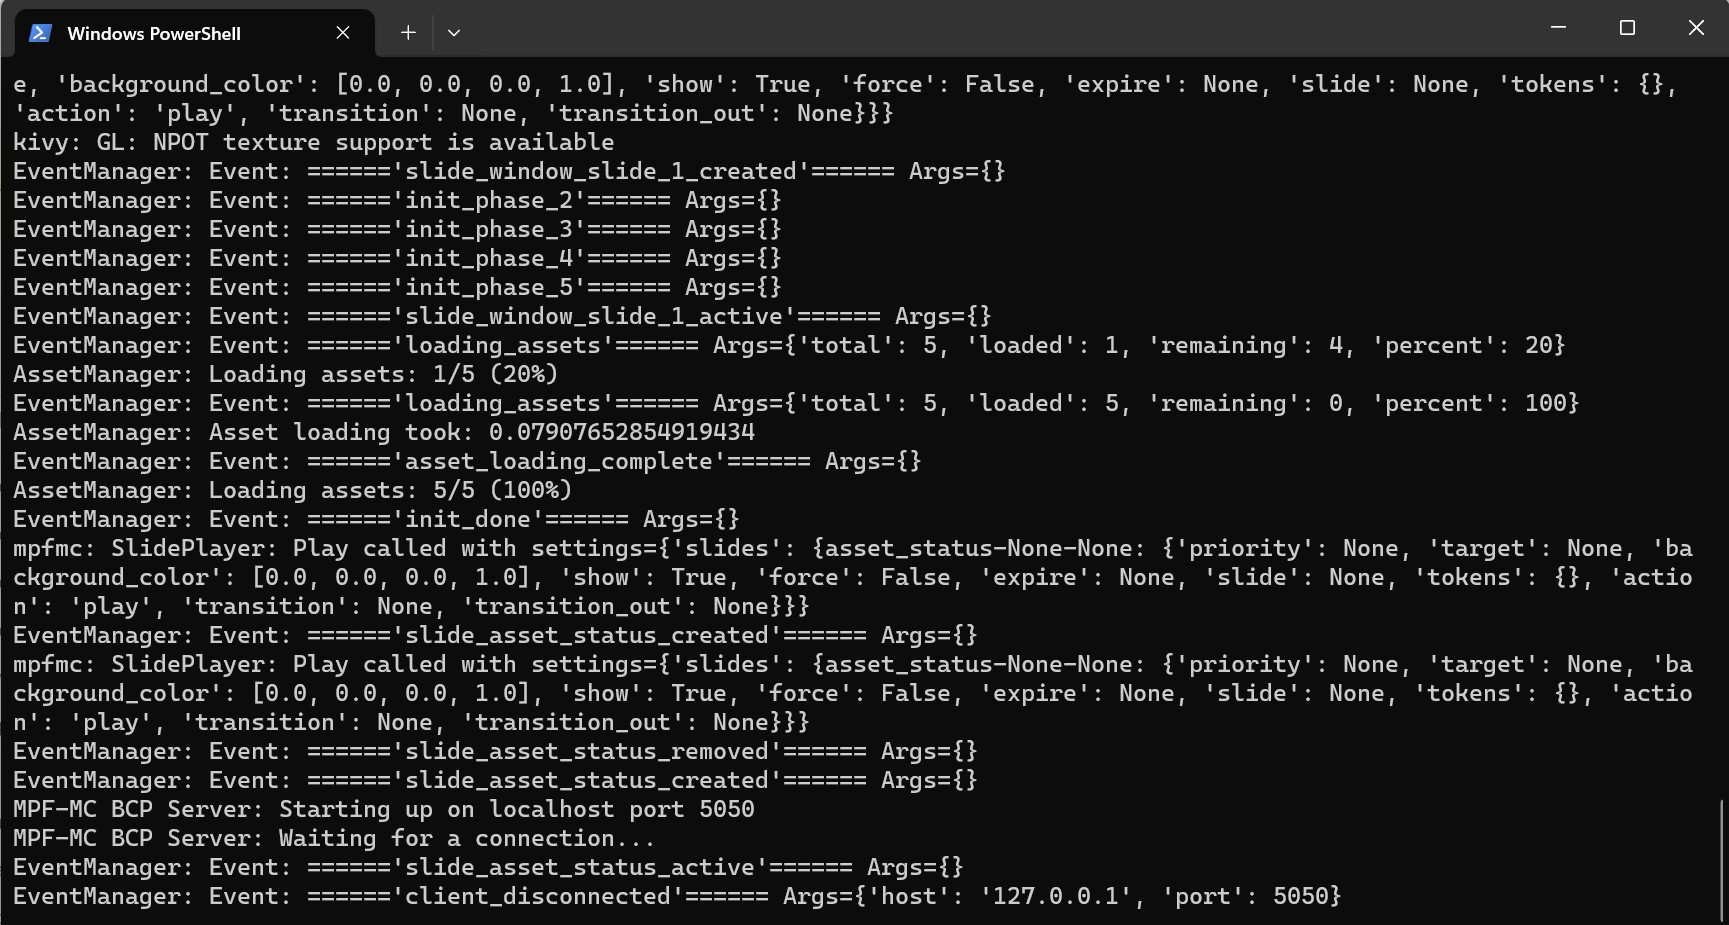 Windows PowerShell
e, 'background_color': [0.0, 0.0, 0.0, 1.0], 'show': True, 'force': False, 'expire': None, 'slide': None, 'tokens': {},
'action': 'play', 'transition': None, 'transition_out': None}}}
kivy: GL: NPOT texture support is available
EventManager: Event: ======'slide_window_slide_1_created'====== Args={}
EventManager: Event: ======'init_phase_2'====== Args={}
EventManager: Event: ======'init_phase_3'====== Args={}
EventManager: Event: ======'init_phase_4'====== Args={}
EventManager: Event: ======'init_phase_5'====== Args={}
EventManager: Event: ======'slide_window_slide_1_active'====== Args={}
EventManager: Event: ======'loading_assets'====== Args={'total': 5, 'loaded': 1, 'remaining': 4, 'percent': 20}
AssetManager: Loading assets: 1/5 (20%)
EventManager: Event: ======'loading_assets'====== Args={'total': 5, 'loaded': 5, 'remaining': 0, 'percent': 100}
AssetManager: Asset loading took: 0.07907652854919434
EventManager: Event: ======'asset_loading_complete'====== Args={}
AssetManager: Loading assets: 5/5 (100%)
EventManager: Event: ======'init_done'====== Args={}
mpfmc: SlidePlayer: Play called with settings={'slides': {asset_status-None-None: {'priority': None, 'target': None, 'ba
ckground_color': [0.0, 0.0, 0.0, 1.0], 'show': True, 'force': False, 'expire': None, 'slide': None, 'tokens': {}, 'actio
n': 'play', 'transition': None, 'transition_out': None}}}
EventManager: Event: ======'slide_asset_status_created'====== Args={}
mpfmc: SlidePlayer: Play called with settings={'slides': {asset_status-None-None: {'priority': None, 'target': None, 'ba
ckground_color': [0.0, 0.0, 0.0, 1.0], 'show': True, 'force': False, 'expire': None, 'slide': None, 'tokens': {}, 'actio
n': 'play', 'transition': None, 'transition_out': None}}}
EventManager: Event: ======'slide_asset_status_removed'====== Args={}
EventManager: Event: ======'slide_asset_status_created'====== Args={}
MPF-MC BCP Server: Starting up on localhost port 5050
MPF-MC BCP Server: Waiting for a connection...
EventManager: Event: ======'slide_asset_status_active'====== Args={}
EventManager: Event: ======'client_disconnected'====== Args={'host': '127.0.0.1', 'port': 5050}